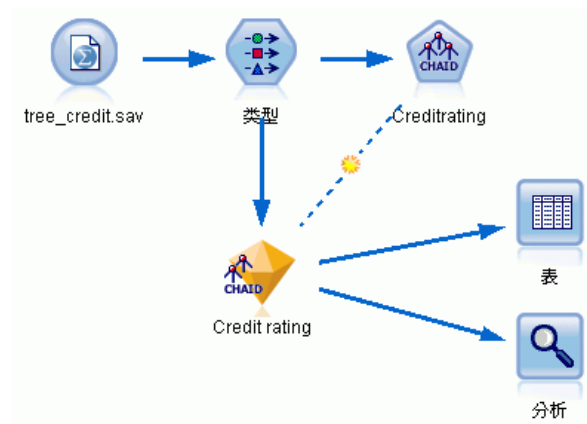 CHAID
tree_credit.sav
类型
Creditrating
CHAID
Credit rating
表
分析